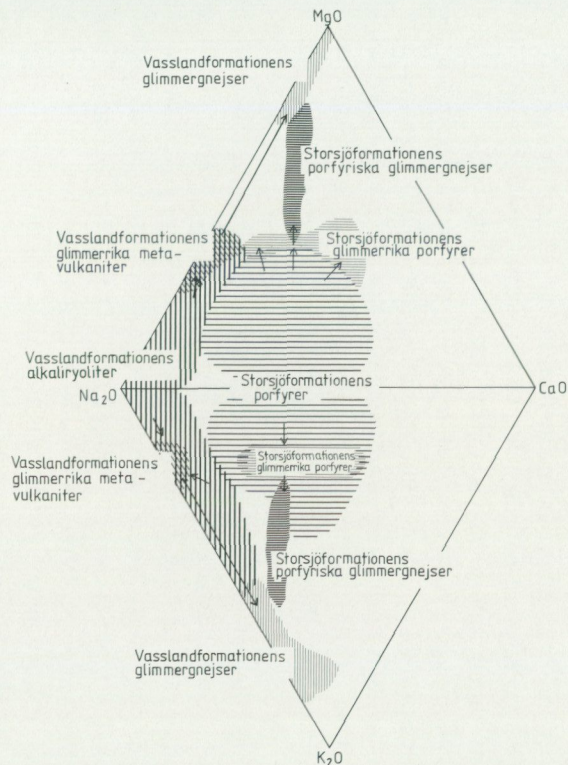 MgO
Vasslandformationens
glimmergnejser
Storsjöformationens
porfyriska glimmergnejser
Vasslandformationens
glimmerrika meta-
vulkaniter
Storsjöformationens
glimmerrika porfyrer
Vasslandformationens
alkaliryoliter
Na₂O
Storsjöformationens
porfyrer
CaO
Vasslandformationens
glimmerrika meta-
vulkaniter
Storsjöformationens
glimmerrika porfyrer
Storsjöformationens
porfyriska glimmergnejser
Vasslandformationens
glimmergnejser
K₂O